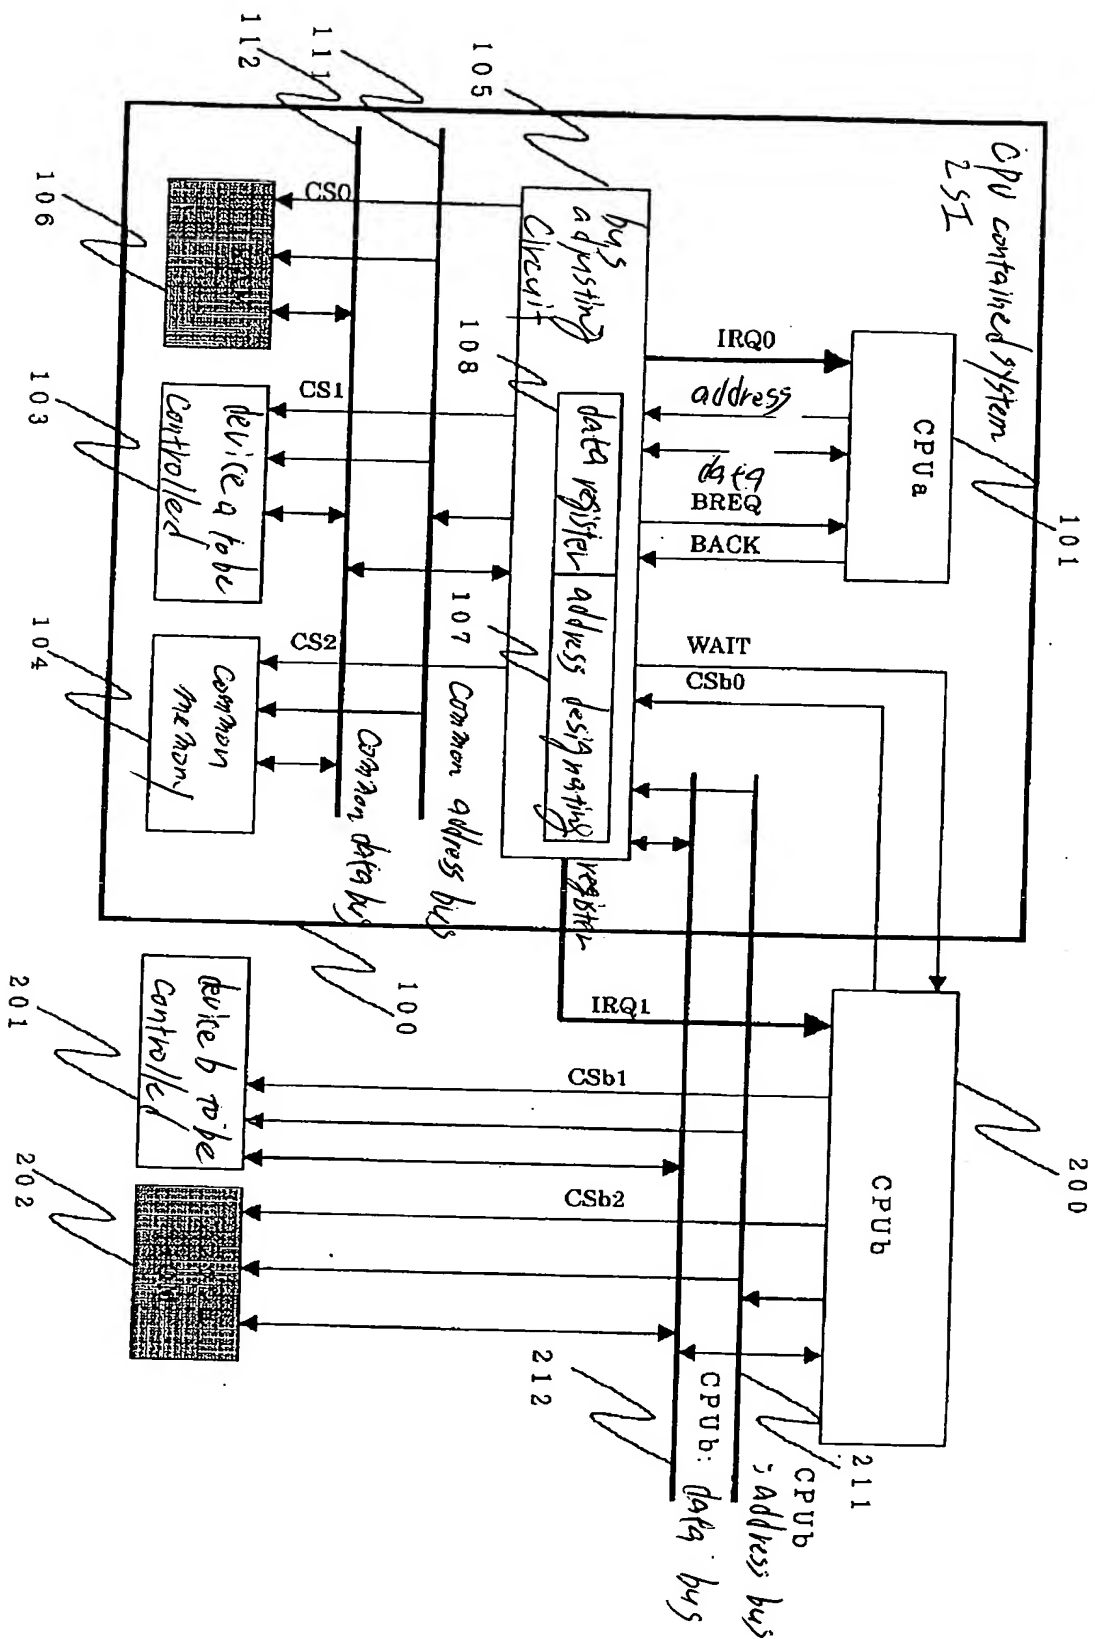 112
111
105
Cpu contained system
LSI
CPUa
101
bus
adjusting
Circuit
IRQ0
address
data
BREQ
BACK
WAIT
CSb0
108
data register
address designating
register
107
CS0
CS1
CS2
106
device a to be
controlled
103
common
memory
104
common address bus
common data bus
100
IRQ1
CPUb
200
CSb1
CSb2
device b to be
controlled
201
202
211
212
CPUb
: address bus
CPUb: data bus